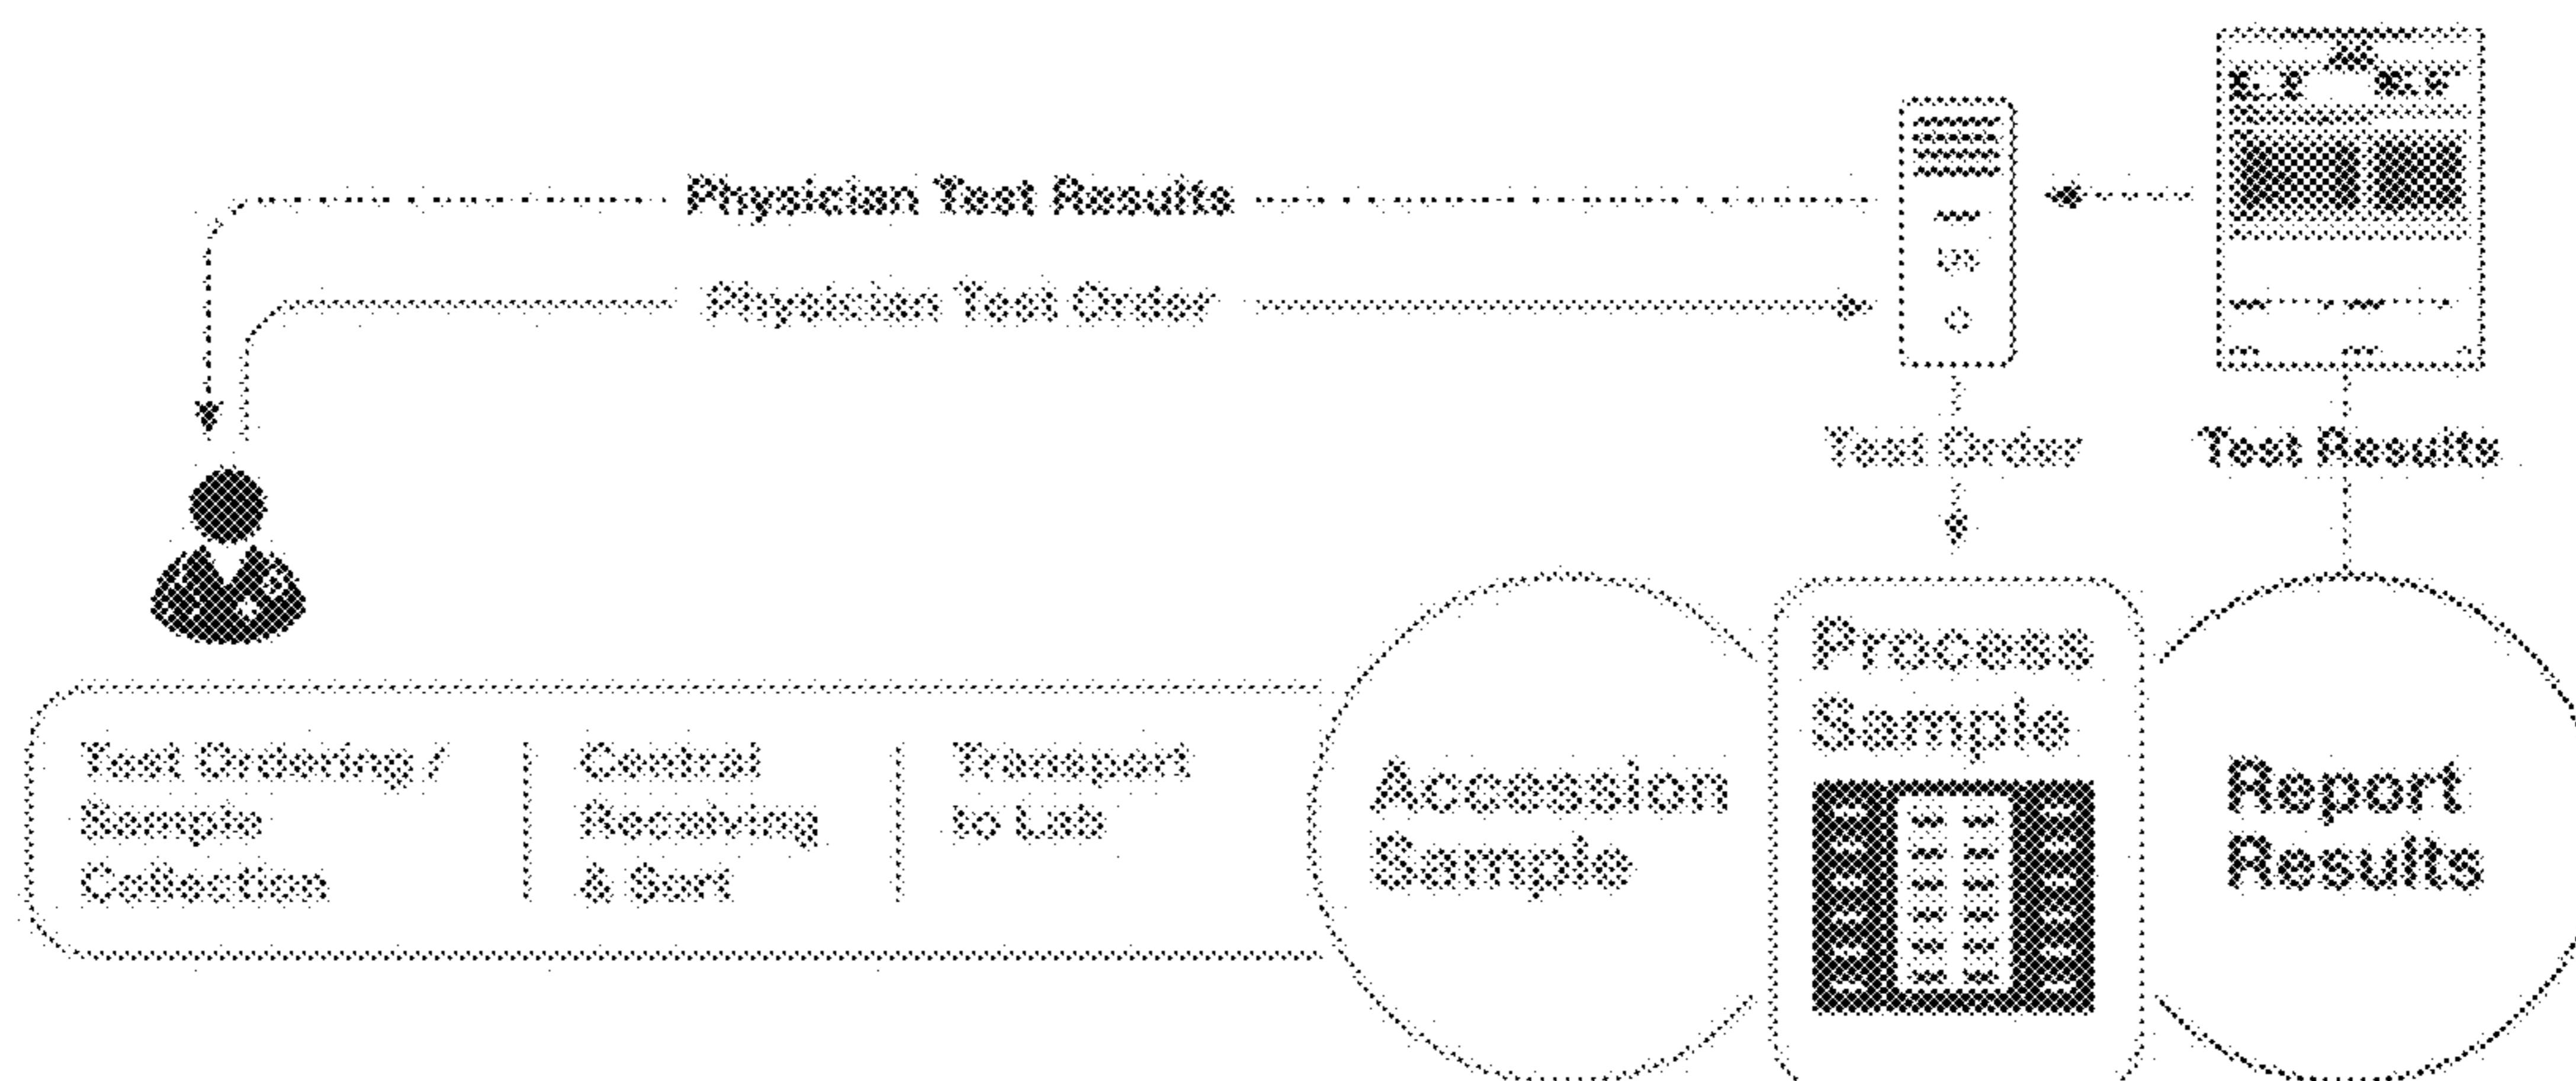 Physician Test Results
Physician Test Order
Test Order
Test Results
Test Ordering /
Sample
Collection
Central
Receiving
& Sort
Transport
to Lab
Accession
Sample
Process
Sample
Report
Results